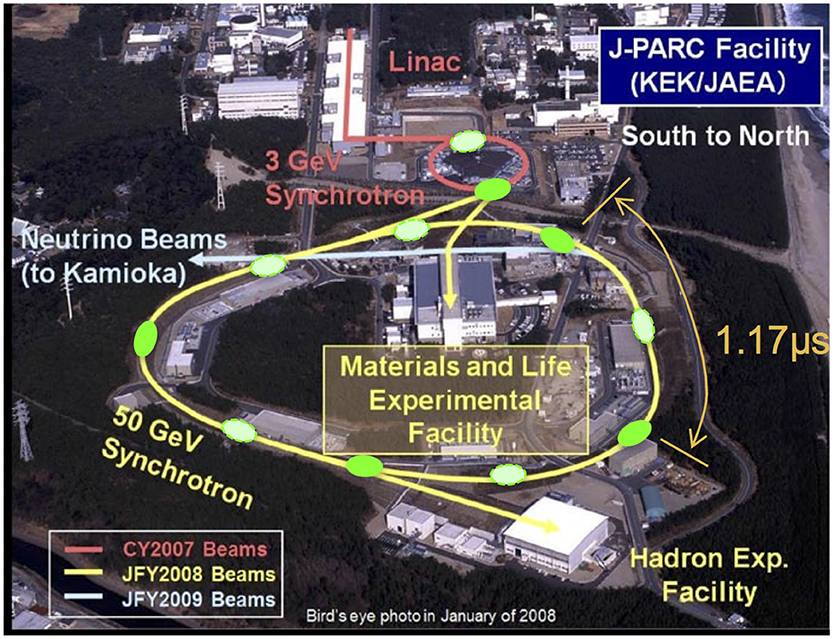 Linac
J-PARC Facility
(KEK/JAEA)
South to North
3 GeV
Synchrotron
Neutrino Beams
(to Kamioka)
1.17μs
Materials and Life
Experimental
Facility
50 GeV
Synchrotron
Hadron Exp.
Facility
CY2007 Beams
JFY2008 Beams
JFY2009 Beams
Bird's eye photo in January of 2008